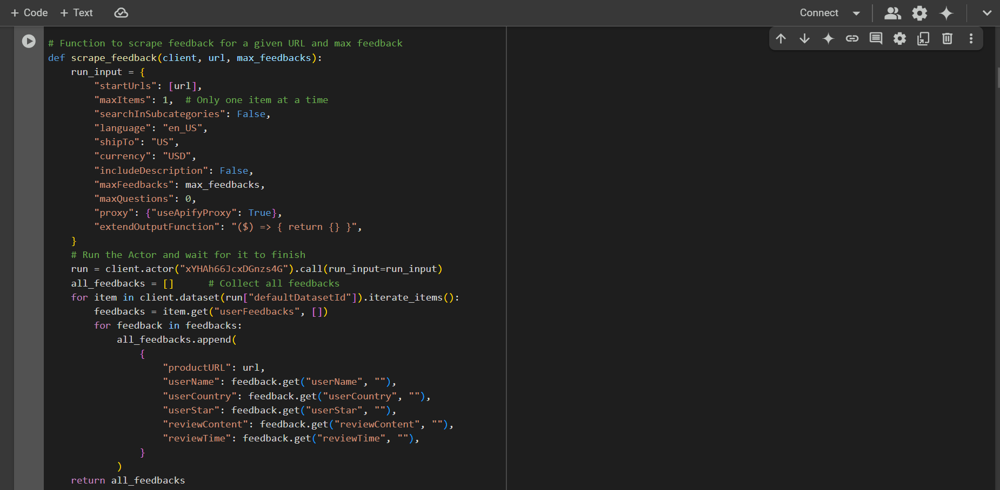 + Code + Text Connect
# Function to scrape feedback for a given URL and max feedback
def scrape_feedback(client, url, max_feedbacks):
    run_input = {
        "startUrls": [url],
        "maxItems": 1,  # Only one item at a time
        "searchInSubcategories": False,
        "language": "en_US",
        "shipTo": "US",
        "currency": "USD",
        "includeDescription": False,
        "maxFeedbacks": max_feedbacks,
        "maxQuestions": 0,
        "proxy": {"useApifyProxy": True},
        "extendOutputFunction": "($) => { return {} }",
    }
    # Run the Actor and wait for it to finish
    run = client.actor("xYHAh66JcxDGnzs4G").call(run_input=run_input)
    all_feedbacks = []      # Collect all feedbacks
    for item in client.dataset(run["defaultDatasetId"]).iterate_items():
        feedbacks = item.get("userFeedbacks", [])
        for feedback in feedbacks:
            all_feedbacks.append(
                {
                    "productURL": url,
                    "userName": feedback.get("userName", ""),
                    "userCountry": feedback.get("userCountry", ""),
                    "userStar": feedback.get("userStar", ""),
                    "reviewContent": feedback.get("reviewContent", ""),
                    "reviewTime": feedback.get("reviewTime", ""),
                }
            )
    return all_feedbacks